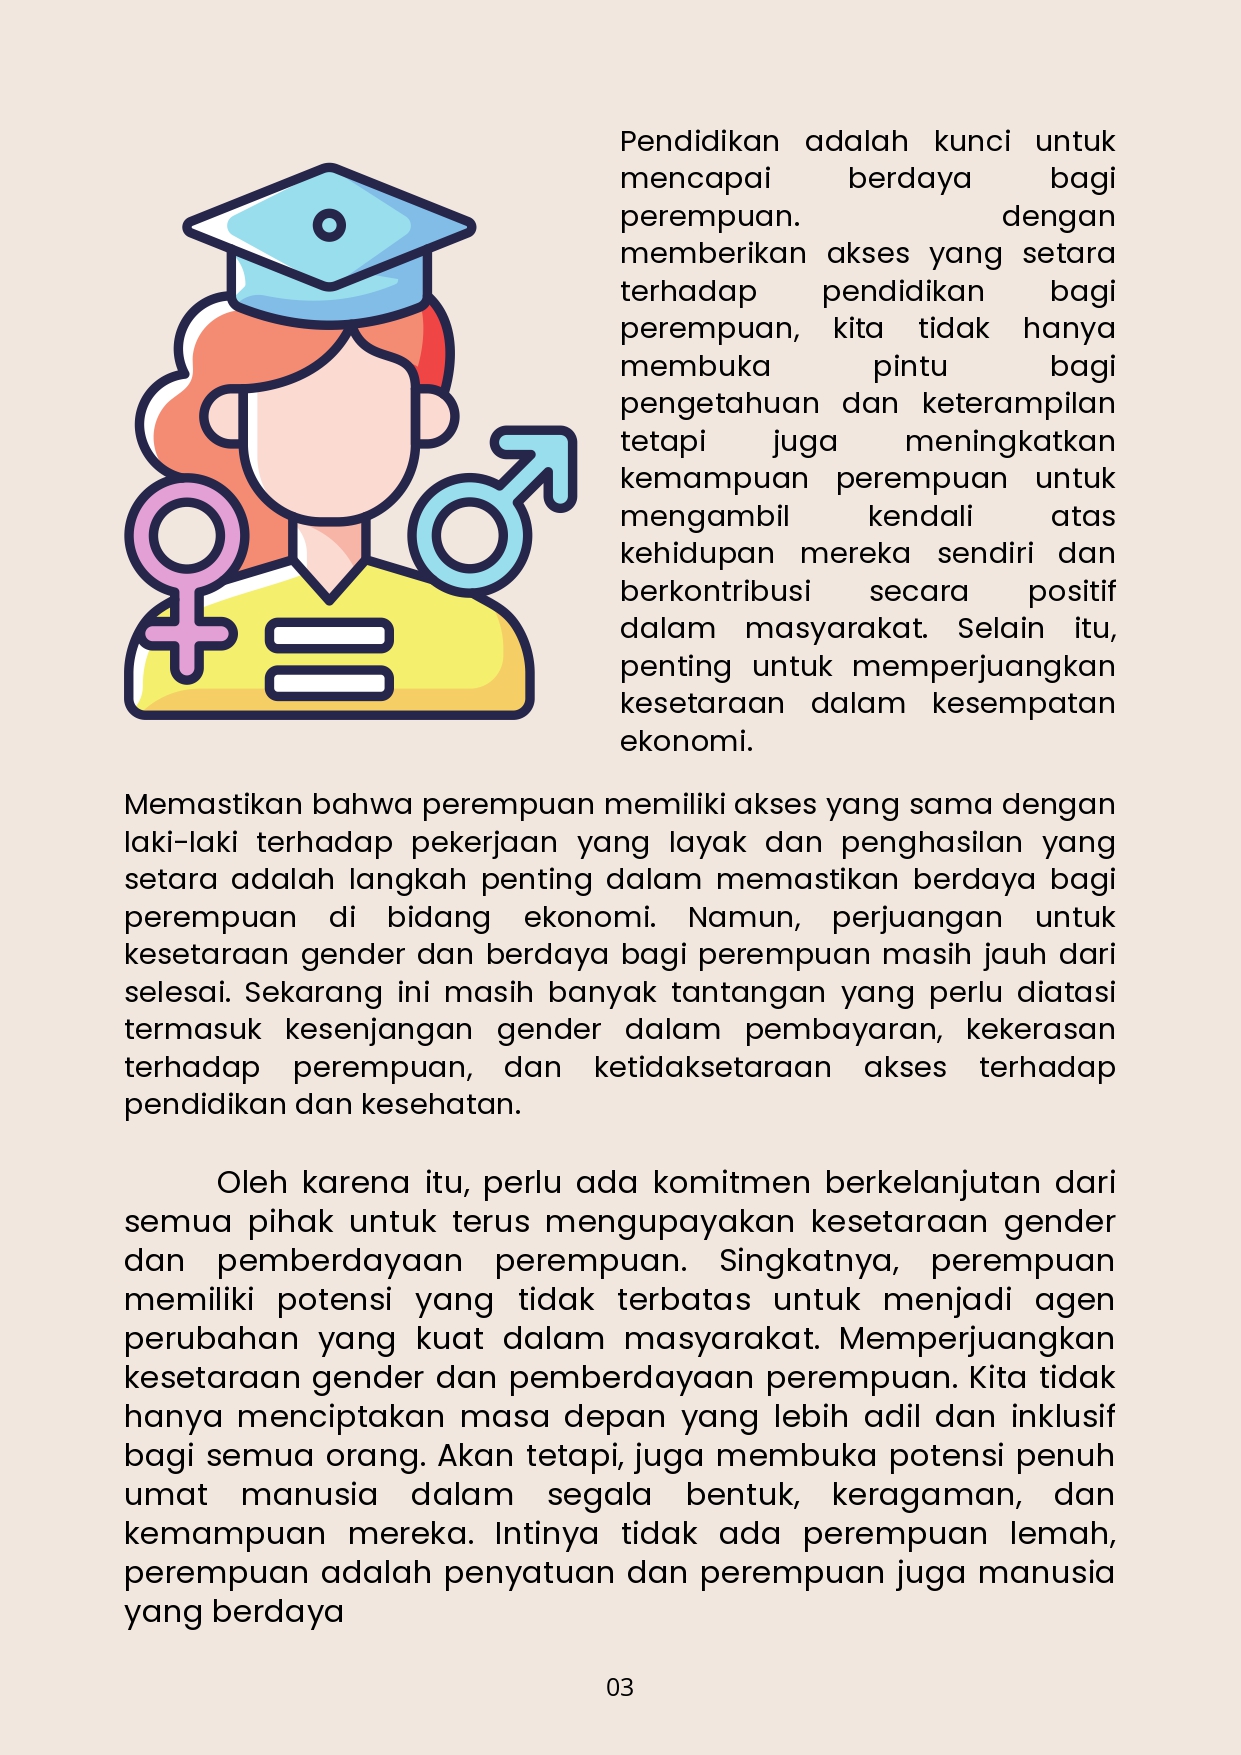 Pendidikan adalah kunci untuk
mencapai berdaya bagi
perempuan. dengan
memberikan akses yang setara
terhadap pendidikan bagi
perempuan, kita tidak hanya
membuka pintu bagi
pengetahuan dan keterampilan
tetapi juga meningkatkan
kemampuan perempuan untuk
mengambil kendali atas
kehidupan mereka sendiri dan
berkontribusi secara positif
dalam masyarakat. Selain itu,
penting untuk memperjuangkan
kesetaraan dalam kesempatan
ekonomi.
Memastikan bahwa perempuan memiliki akses yang sama dengan
laki-laki terhadap pekerjaan yang layak dan penghasilan yang
setara adalah langkah penting dalam memastikan berdaya bagi
perempuan di bidang ekonomi. Namun, perjuangan untuk
kesetaraan gender dan berdaya bagi perempuan masih jauh dari
selesai. Sekarang ini masih banyak tantangan yang perlu diatasi
termasuk kesenjangan gender dalam pembayaran, kekerasan
terhadap perempuan, dan ketidaksetaraan akses terhadap
pendidikan dan kesehatan.
Oleh karena itu, perlu ada komitmen berkelanjutan dari
semua pihak untuk terus mengupayakan kesetaraan gender
dan pemberdayaan perempuan. Singkatnya, perempuan
memiliki potensi yang tidak terbatas untuk menjadi agen
perubahan yang kuat dalam masyarakat. Memperjuangkan
kesetaraan gender dan pemberdayaan perempuan. Kita tidak
hanya menciptakan masa depan yang lebih adil dan inklusif
bagi semua orang. Akan tetapi, juga membuka potensi penuh
umat manusia dalam segala bentuk, keragaman, dan
kemampuan mereka. Intinya tidak ada perempuan lemah,
perempuan adalah penyatuan dan perempuan juga manusia
yang berdaya
03